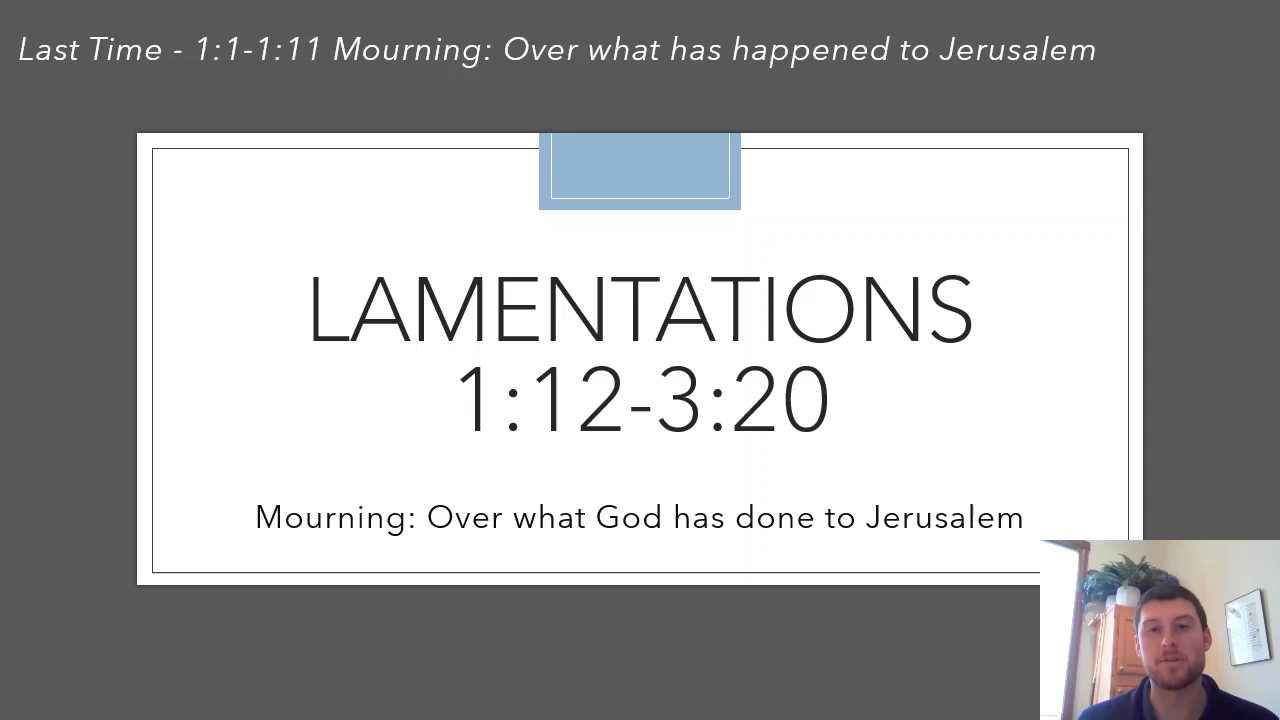 Last Time - 1:1-1:11 Mourning: Over what has happened to Jerusalem
LAMENTATIONS
1:12-3:20
Mourning: Over what God has done to Jerusalem